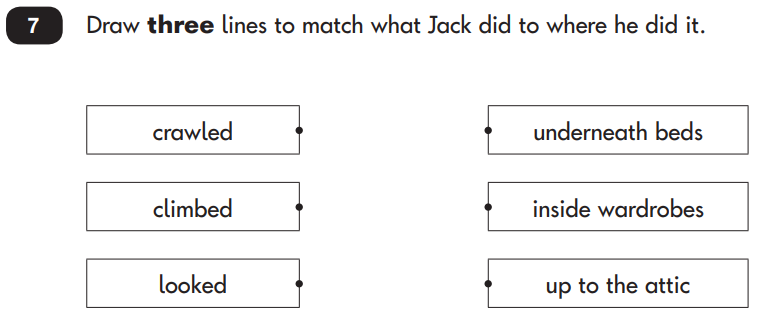 7 Draw three lines to match what Jack did to where he did it.
crawled underneath beds
climbed inside wardrobes
looked up to the attic